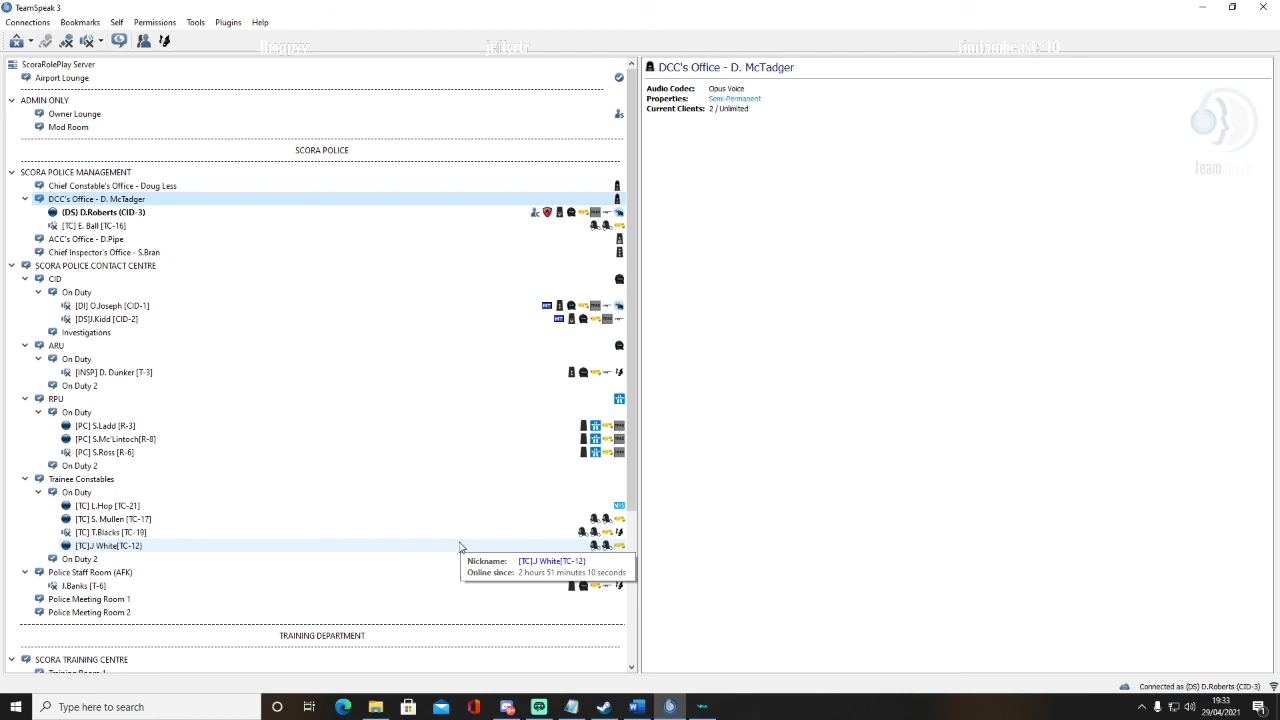 TeamSpeak 3
Connections Bookmarks Self Permissions Tools Plugins Help
ScoraRolePlay Server
Airport Lounge
ADMIN ONLY
Owner Lounge
Mod Room
SCORA POLICE
SCORA POLICE MANAGEMENT
Chief Constable's Office - Doug Less
DCC's Office - D. McTadger
(DS) D.Roberts (CID-3)
[TC] E. Ball [TC-16]
ACC's Office - D.Pipe
Chief Inspector's Office - S.Bran
SCORA POLICE CONTACT CENTRE
CID
On Duty
[DI] O.Joseph [CID-1]
[DS]J.Kidd [CID-2]
Investigations
ARU
On Duty
[INSP] D. Dunker [T-3]
On Duty 2
RPU
On Duty
[PC] S.Ladd [R-3]
[PC] S.Mc'Lintoch[R-8]
[PC] S.Ross [R-6]
On Duty 2
Trainee Constables
On Duty
[TC] L.Hop [TC-21]
[TC] S. Mullen [TC-17]
[TC] T.Blacks [TC-19]
[TC].J White[TC-12}
On Duty 2
Police Staff Room (AFK)
J.Banks [T-6]
Police Meeting Room 1
Police Meeting Room 2
TRAINING DEPARTMENT
SCORA TRAINING CENTRE
Training Room 1
Nickname: [TC].J White[TC-12}
Online since: 2 hours 51 minutes 10 seconds
DCC's Office - D. McTadger
Audio Codec: Opus Voice
Properties: Semi-Permanent
Current Clients: 2 / Unlimited
teamspeak
Connected as (DS) D.Roberts (CID-3)
Type here to search
19:33
29/04/2021